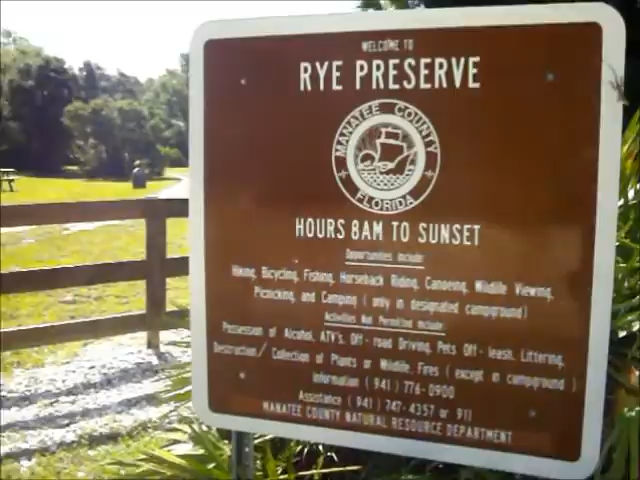 WELCOME TO
RYE PRESERVE
MANATEE COUNTY
FLORIDA
HOURS 8AM TO SUNSET
Opportunities Include:
Hiking, Bicycling, Fishing, Horseback Riding, Canoeing, Wildlife Viewing,
Picnicking, and Camping ( only in designated campground)
Activities Not Permitted Include:
Possession of Alcohol, ATV's, Off - road Driving, Pets Off - leash, Littering,
Destruction/ Collection of Plants or Wildlife, Fires ( except in campground )
Information ( 941) 776-0900
Assistance ( 941 ) 747-4357 or 911
MANATEE COUNTY NATURAL RESOURCE DEPARTMENT